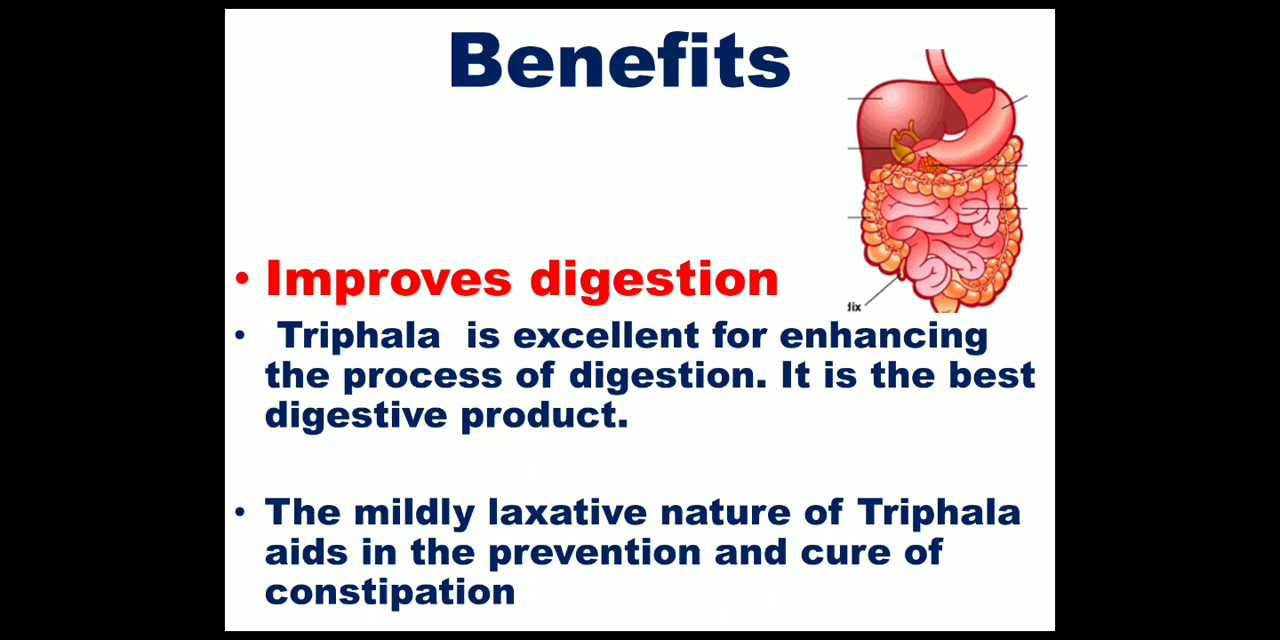 Benefits
fix
• Improves digestion
• Triphala is excellent for enhancing
the process of digestion. It is the best
digestive product.
• The mildly laxative nature of Triphala
aids in the prevention and cure of
constipation